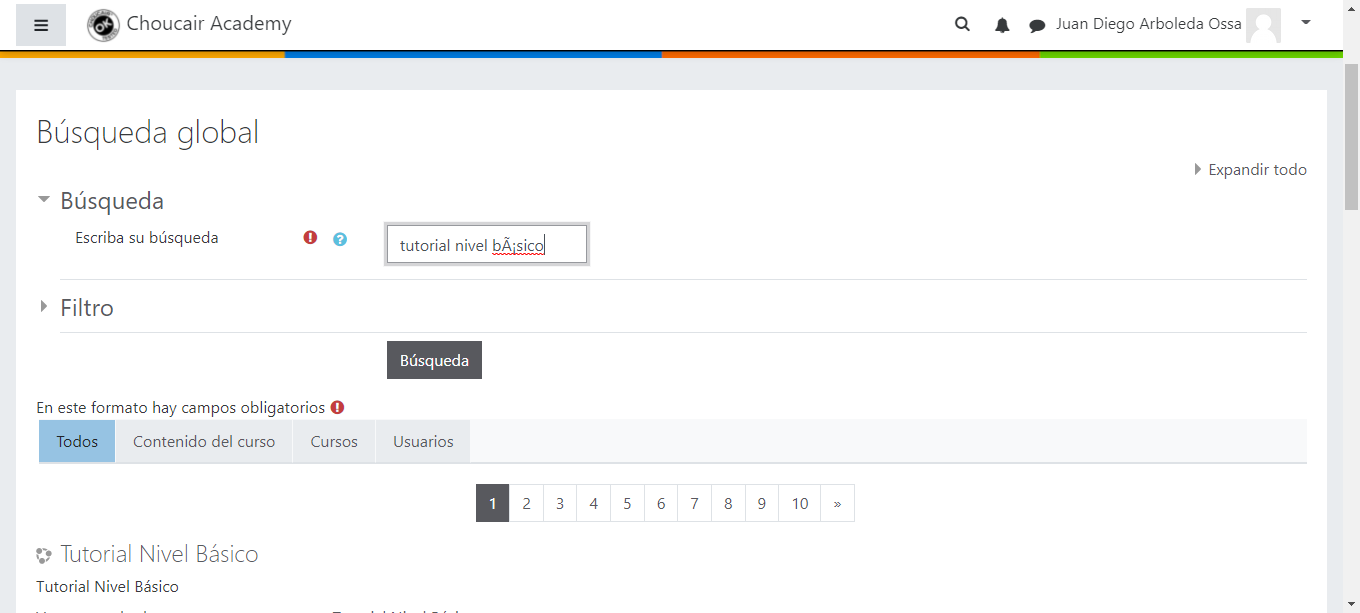 Choucair Academy
Juan Diego Arboleda Ossa
Búsqueda global
Expandir todo
Búsqueda
Escriba su búsqueda
tutorial nivel bÃ¡sico
Filtro
Búsqueda
En este formato hay campos obligatorios
Todos Contenido del curso Cursos Usuarios
1 2 3 4 5 6 7 8 9 10 »
Tutorial Nivel Básico
Tutorial Nivel Básico